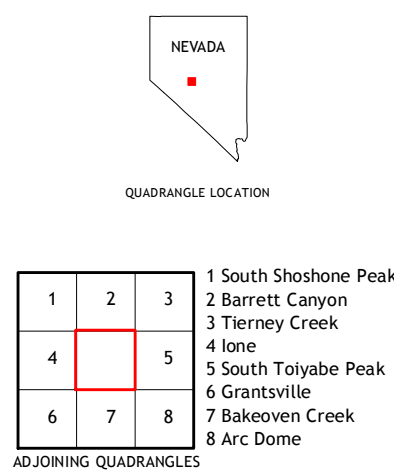 NEVADA
QUADRANGLE LOCATION
1 2 3
4 5
6 7 8
1 South Shoshone Peak
2 Barrett Canyon
3 Tierney Creek
4 Ione
5 South Toiyabe Peak
6 Grantsville
7 Bakeoven Creek
8 Arc Dome
ADJOINING QUADRANGLES